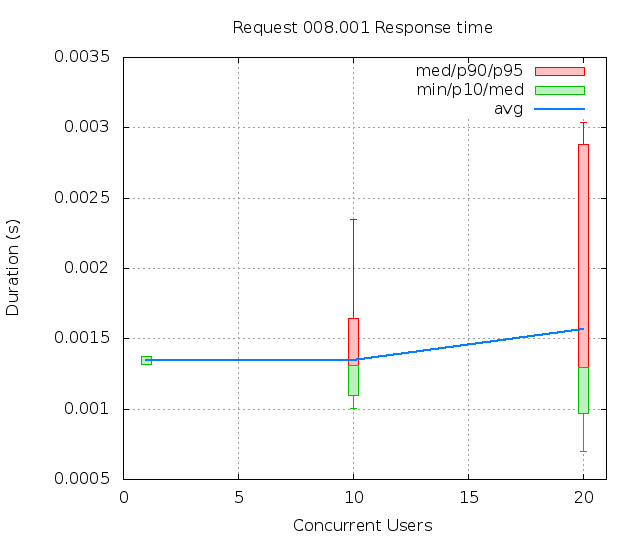 Request 008.001 Response time
0.0035
0.003
0.0025
0.002
0.0015
0.001
0.0005
Duration (s)
med/p90/p95
min/p10/med
avg
0 5 10 15 20
Concurrent Users